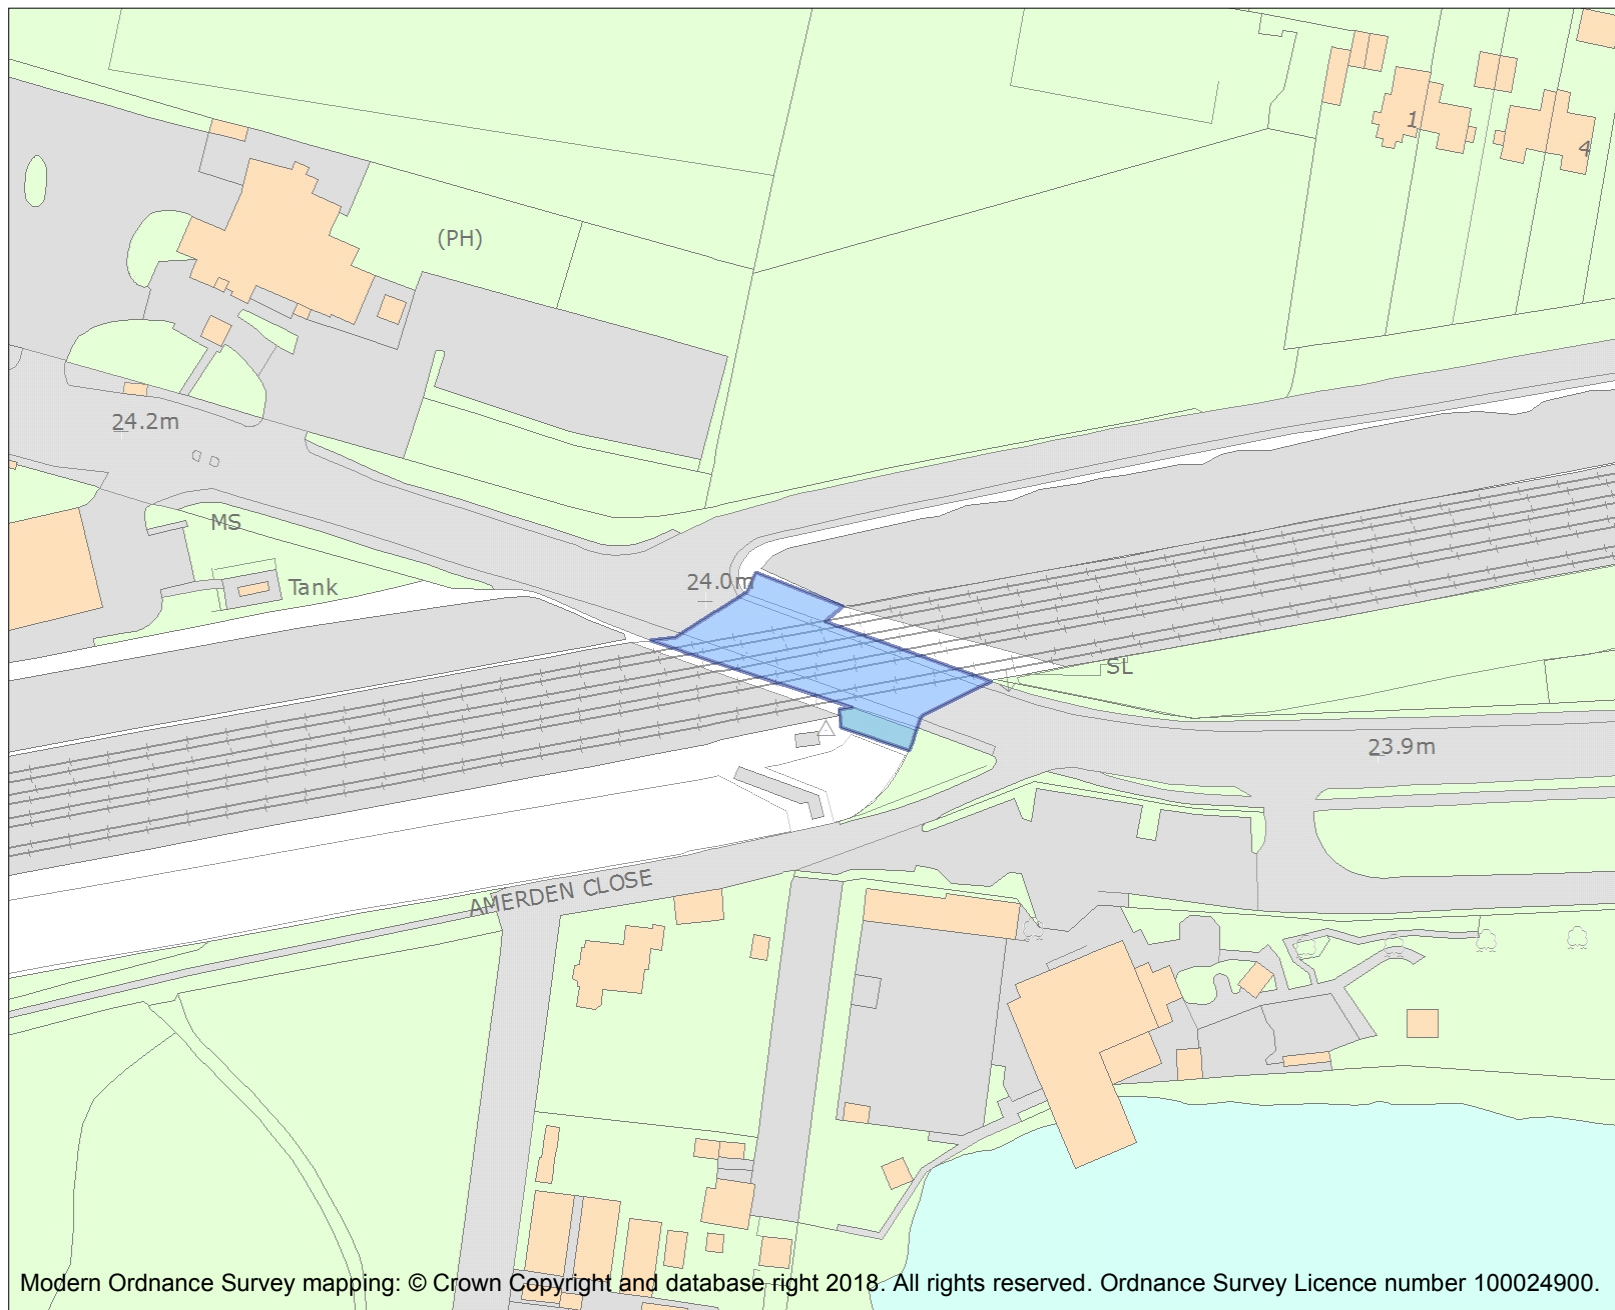 1
4
(PH)
24.2m
MS
Tank
24.0m
SL
23.9m
AMERDEN CLOSE
Modern Ordnance Survey mapping: © Crown Copyright and database right 2018. All rights reserved. Ordnance Survey Licence number 100024900.